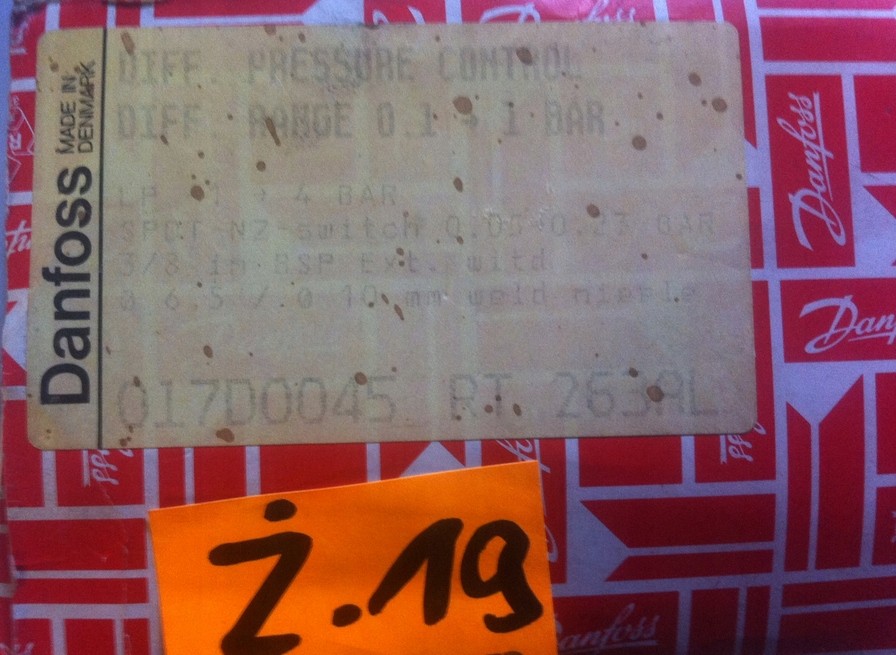 Danfoss
MADE IN
DENMARK
DIFF. PRESSURE CONTROL
DIFF. RANGE 0.1 → 1 BAR
LP -1 → 4 BAR
SPDT NZ-switch 0.05-0.23 BAR
3/8 in BSP Ext. witd
ø 6.5 / ø 10 mm weld nipple
017D0045 RT 263AL
Danfoss
Danfoss
Danfoss
Ż.19